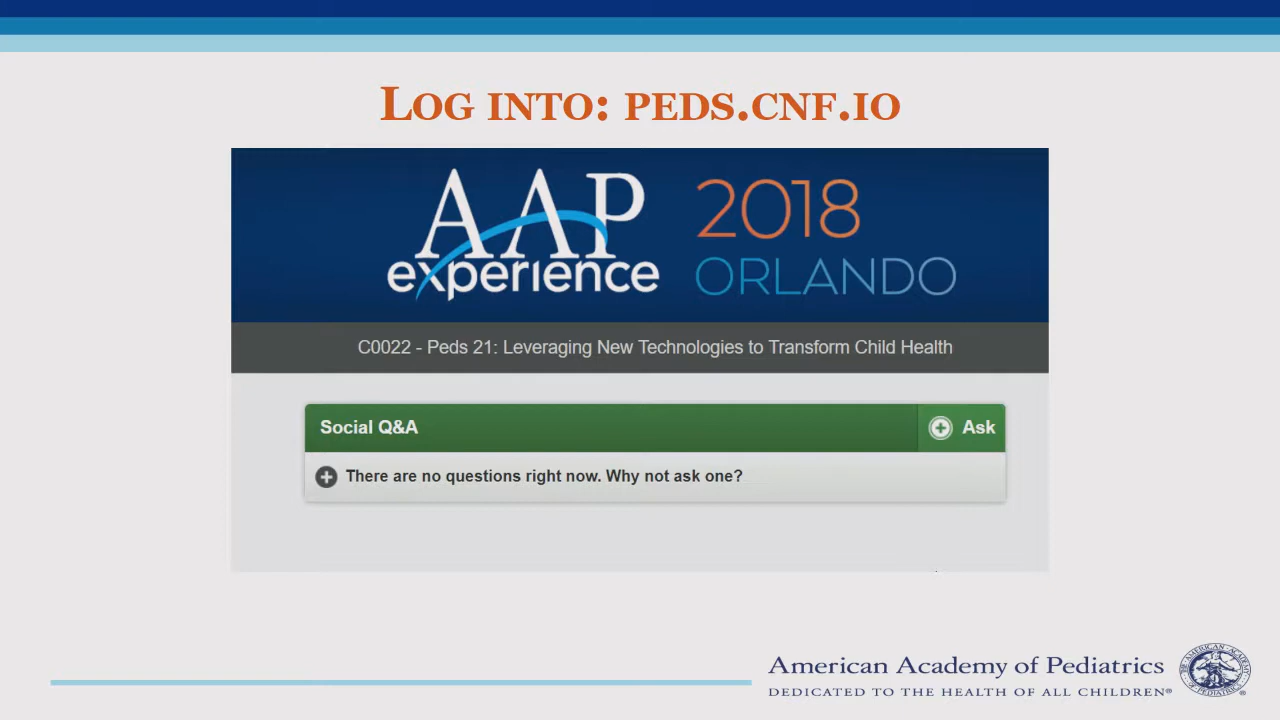 LOG INTO: PEDS.CNF.IO
AAP 2018
experience ORLANDO
C0022 - Peds 21: Leveraging New Technologies to Transform Child Health
Social Q&A Ask
There are no questions right now. Why not ask one?
American Academy of Pediatrics
DEDICATED TO THE HEALTH OF ALL CHILDREN®